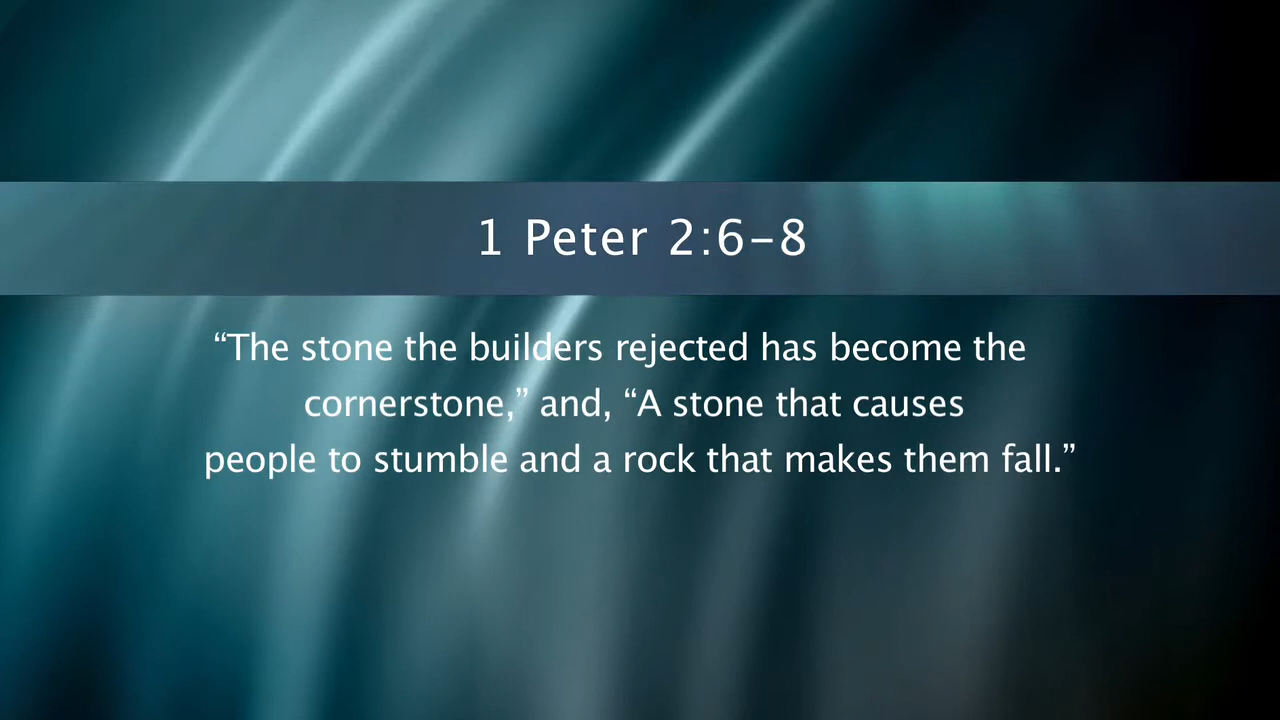 1 Peter 2:6–8
“The stone the builders rejected has become the
cornerstone,” and, “A stone that causes
people to stumble and a rock that makes them fall.”